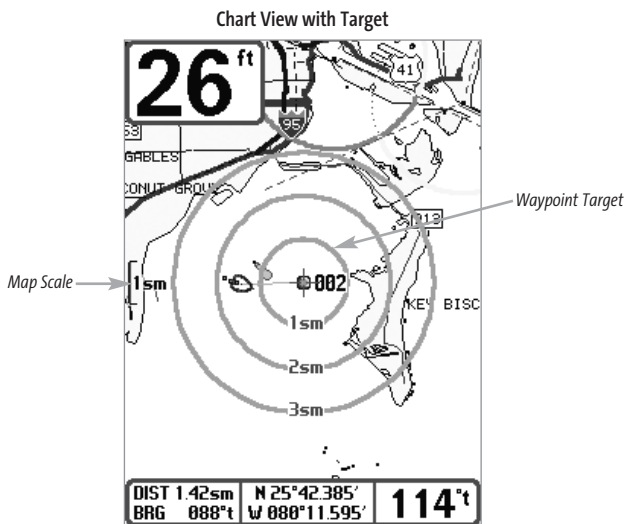 Chart View with Target
26 ft
41
95
GABLES
CONUT GROVE
913
Waypoint Target
Map Scale
1sm
002
1sm
KEY BISC
2sm
3sm
DIST 1.42sm
BRG 088°t
N 25°42.385'
W 080°11.595'
114°t